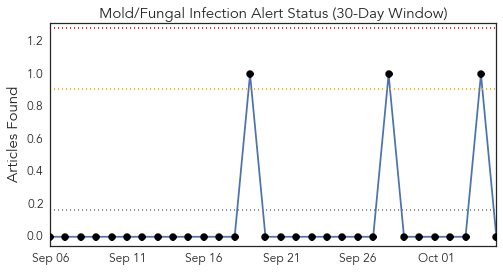 Mold/Fungal Infection Alert Status (30-Day Window)
Articles Found
1.2
1.0
0.8
0.6
0.4
0.2
0.0
Sep 06 Sep 11 Sep 16 Sep 21 Sep 26 Oct 01